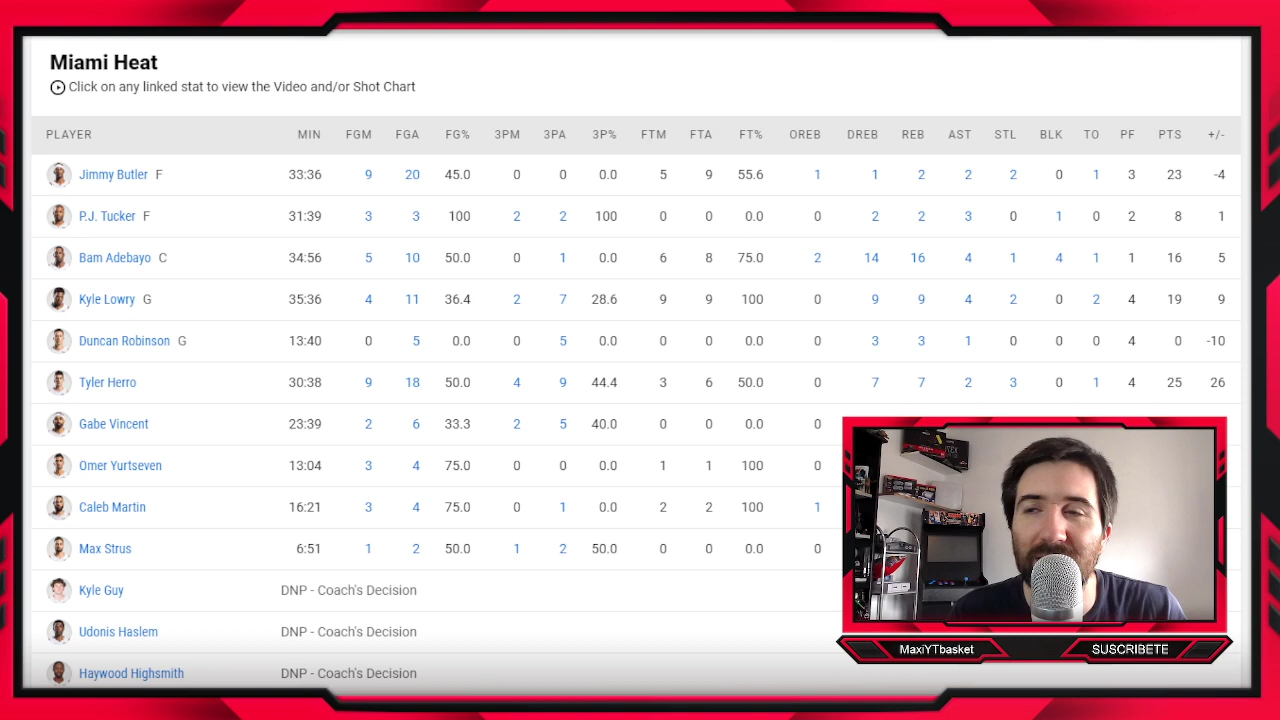 Miami Heat
Click on any linked stat to view the Video and/or Shot Chart
PLAYER MIN FGM FGA FG% 3PM 3PA 3P% FTM FTA FT% OREB DREB REB AST STL BLK TO PF PTS +/-
Jimmy Butler F 33:36 9 20 45.0 0 0 0.0 5 9 55.6 1 1 2 2 2 0 1 3 23 -4
P.J. Tucker F 31:39 3 3 100 2 2 100 0 0 0.0 0 2 2 3 0 1 0 2 8 1
Bam Adebayo C 34:56 5 10 50.0 0 1 0.0 6 8 75.0 2 14 16 4 1 4 1 1 16 5
Kyle Lowry G 35:36 4 11 36.4 2 7 28.6 9 9 100 0 9 9 4 2 0 2 4 19 9
Duncan Robinson G 13:40 0 5 0.0 0 5 0.0 0 0 0.0 0 3 3 1 0 0 0 4 0 -10
Tyler Herro 30:38 9 18 50.0 4 9 44.4 3 6 50.0 0 7 7 2 3 0 1 4 25 26
Gabe Vincent 23:39 2 6 33.3 2 5 40.0 0 0 0.0 0
Omer Yurtseven 13:04 3 4 75.0 0 0 0.0 1 1 100 0
Caleb Martin 16:21 3 4 75.0 0 1 0.0 2 2 100 1
Max Strus 6:51 1 2 50.0 1 2 50.0 0 0 0.0 0
Kyle Guy DNP - Coach's Decision
Udonis Haslem DNP - Coach's Decision
Haywood Highsmith DNP - Coach's Decision
MaxiYTbasket
SUSCRIBETE